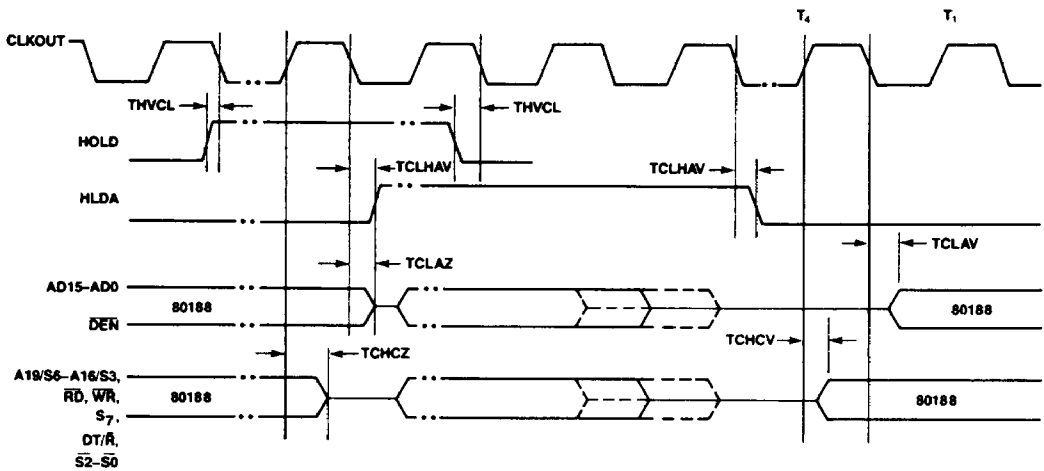 T₄
T₁
CLKOUT
THVCL
THVCL
HOLD
TCLHAV
TCLHAV
HLDA
TCLAV
TCLAZ
AD15–AD0
80188
80188
DEN
TCHCV
TCHCZ
A19/S6–A16/S3,
RD, WR,
80188
80188
S₇,
DT/R,
S2–S0